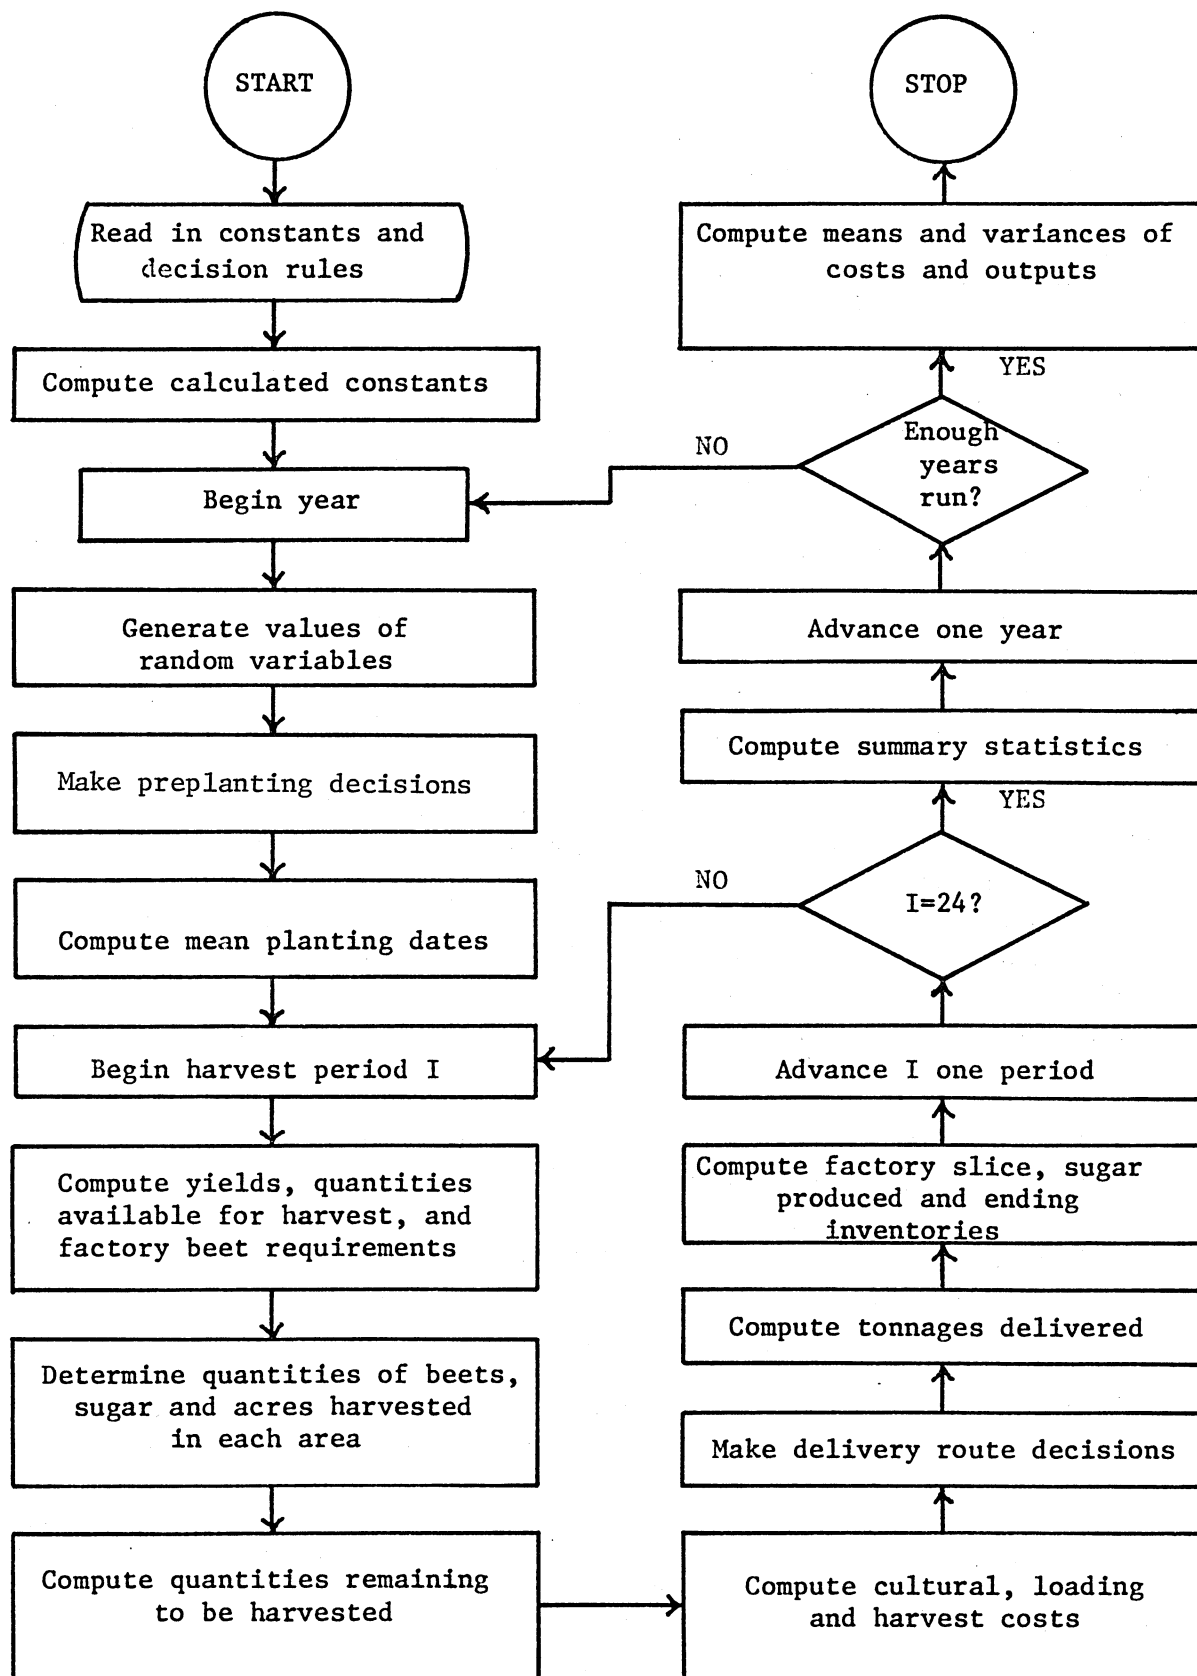 START
Read in constants and
decision rules
Compute calculated constants
Begin year
Generate values of
random variables
Make preplanting decisions
Compute mean planting dates
Begin harvest period I
Compute yields, quantities
available for harvest, and
factory beet requirements
Determine quantities of beets,
sugar and acres harvested
in each area
Compute quantities remaining
to be harvested
Compute cultural, loading
and harvest costs
Make delivery route decisions
Compute tonnages delivered
Compute factory slice, sugar
produced and ending
inventories
Advance I one period
I=24?
NO
YES
Compute summary statistics
Advance one year
Enough
years
run?
NO
YES
Compute means and variances of
costs and outputs
STOP